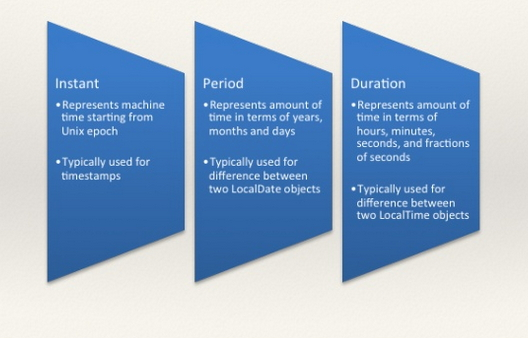 Instant
•Represents machine
time starting from
Unix epoch
•Typically used for
timestamps
Period
•Represents amount of
time in terms of years,
months and days
•Typically used for
difference between
two LocalDate objects
Duration
•Represents amount of
time in terms of
hours, minutes,
seconds, and fractions
of seconds
•Typically used for
difference between
two LocalTime objects